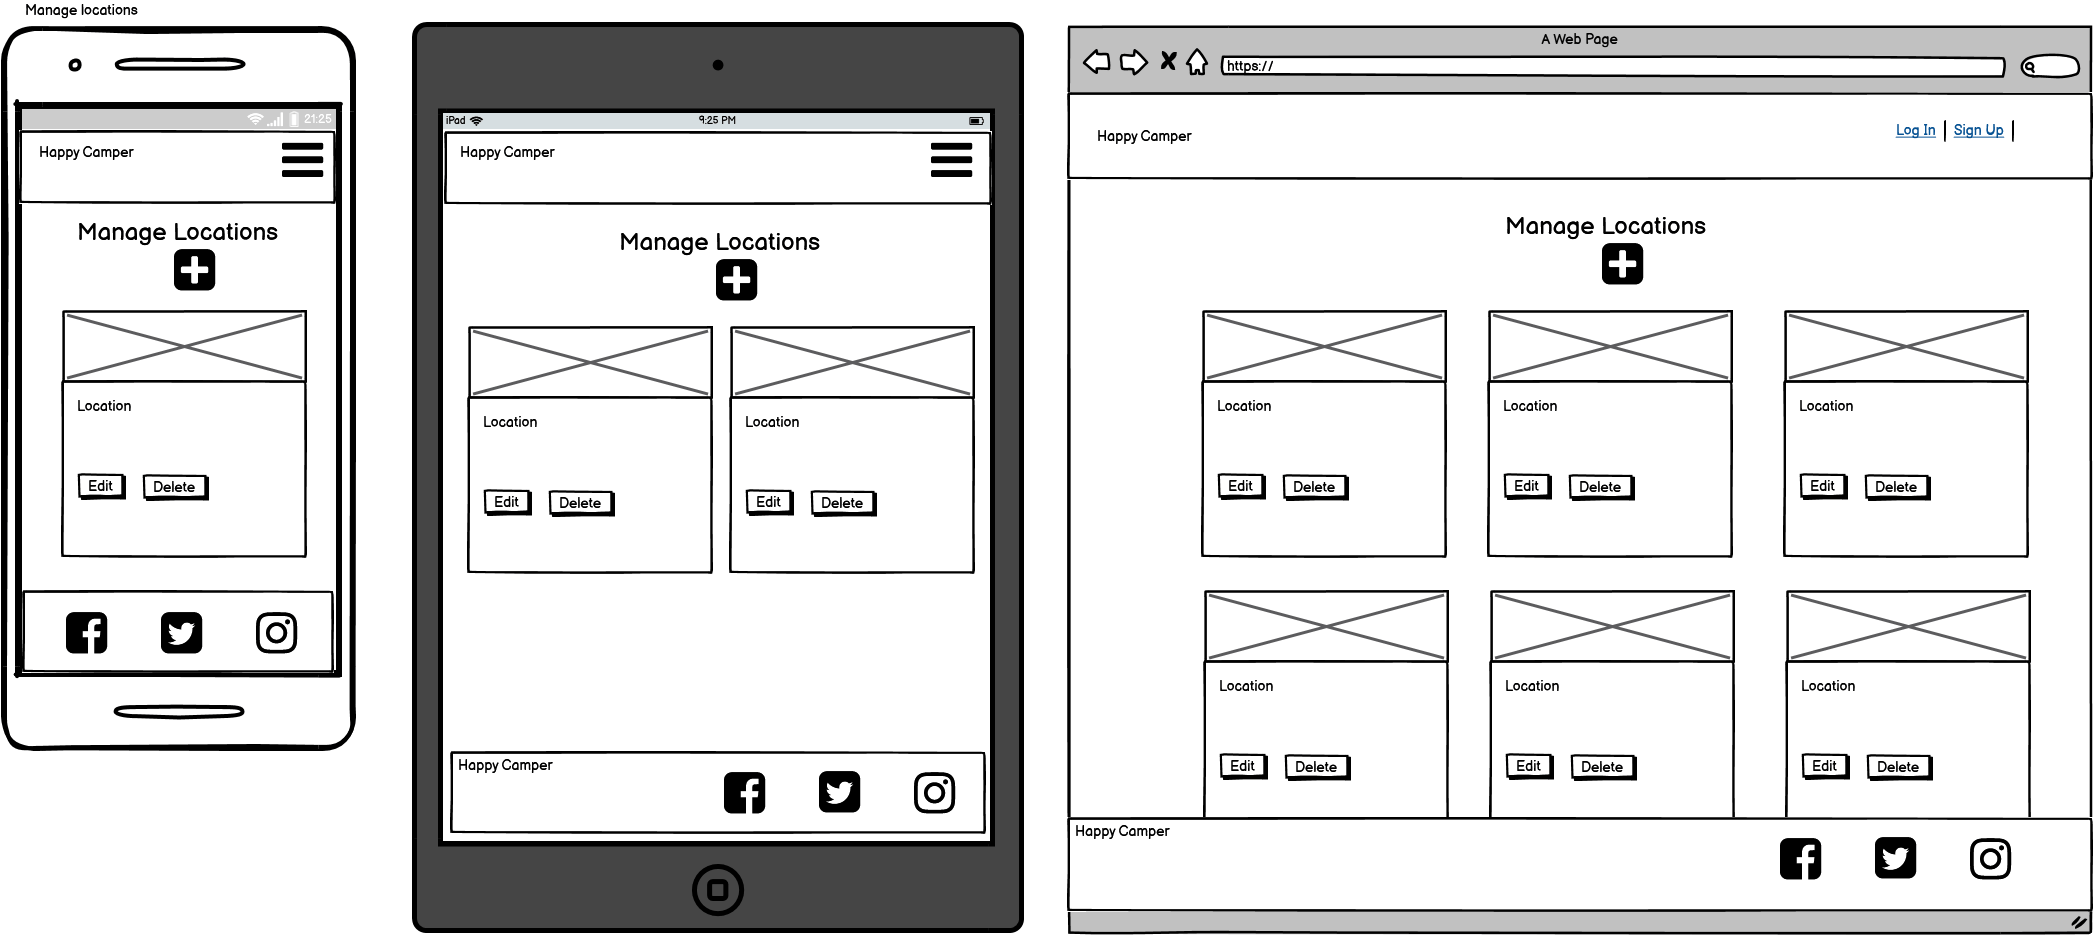 Manage locations
21:25
Happy Camper
Manage Locations
Location
Edit Delete
iPad 9:25 PM
Happy Camper
Manage Locations
Location Location
Edit Delete Edit Delete
Happy Camper
A Web Page
https://
Happy Camper Log In | Sign Up |
Manage Locations
Location Location Location
Edit Delete Edit Delete Edit Delete
Location Location Location
Edit Delete Edit Delete Edit Delete
Happy Camper